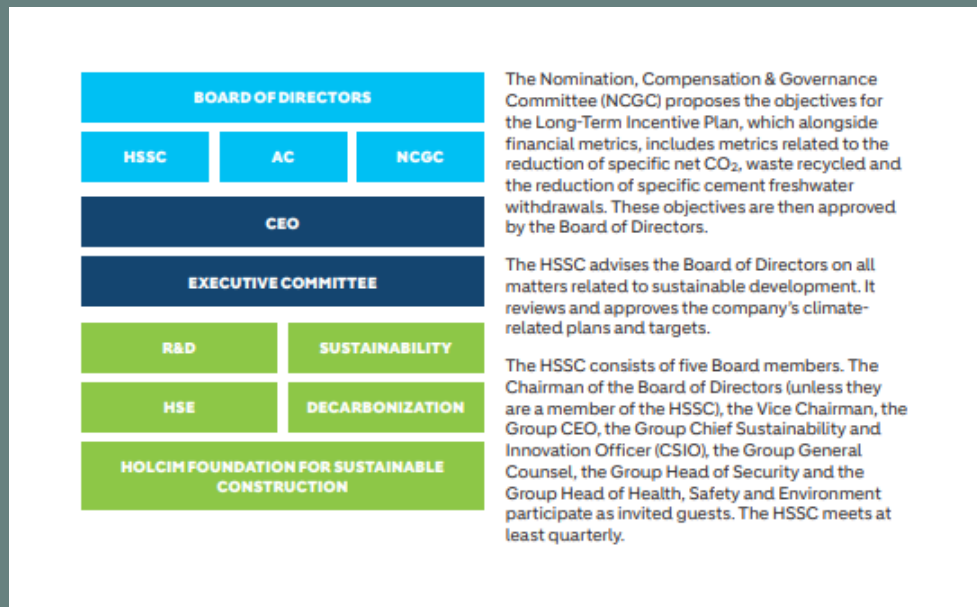 BOARD OF DIRECTORS
HSSC
AC
NCGC
CEO
EXECUTIVE COMMITTEE
R&D
SUSTAINABILITY
HSE
DECARBONIZATION
HOLCIM FOUNDATION FOR SUSTAINABLE
CONSTRUCTION
The Nomination, Compensation & Governance
Committee (NCGC) proposes the objectives for
the Long-Term Incentive Plan, which alongside
financial metrics, includes metrics related to the
reduction of specific net CO₂, waste recycled and
the reduction of specific cement freshwater
withdrawals. These objectives are then approved
by the Board of Directors.
The HSSC advises the Board of Directors on all
matters related to sustainable development. It
reviews and approves the company's climate-
related plans and targets.
The HSSC consists of five Board members. The
Chairman of the Board of Directors (unless they
are a member of the HSSC), the Vice Chairman, the
Group CEO, the Group Chief Sustainability and
Innovation Officer (CSIO), the Group General
Counsel, the Group Head of Security and the
Group Head of Health, Safety and Environment
participate as invited guests. The HSSC meets at
least quarterly.